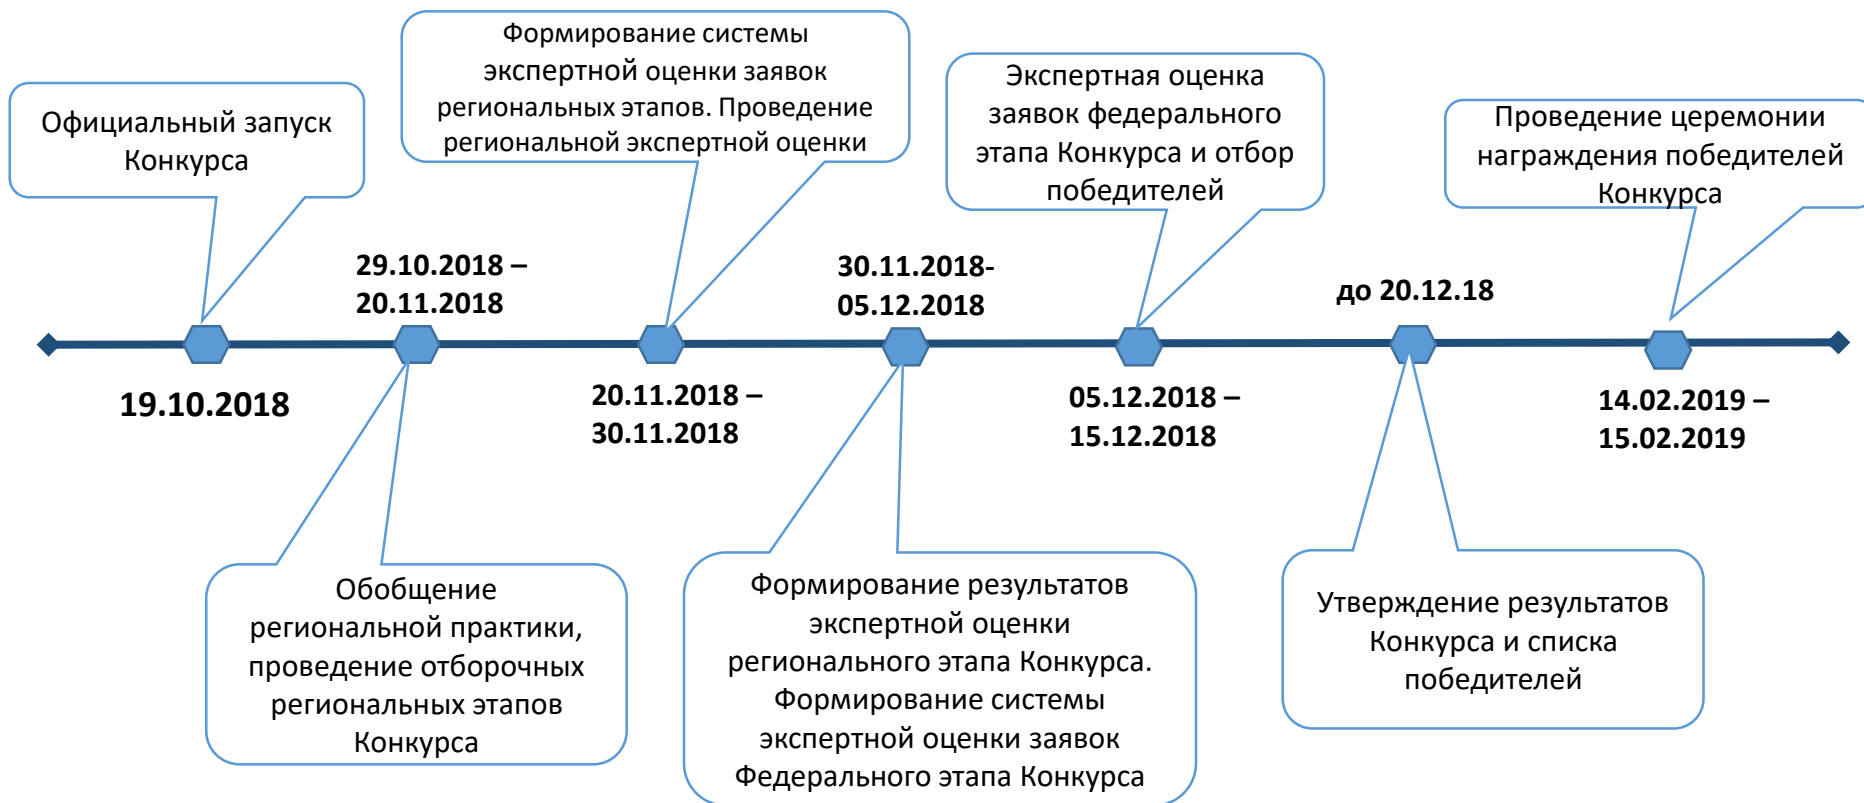 Официальный запуск
Конкурса
19.10.2018
29.10.2018 –
20.11.2018
Обобщение
региональной практики,
проведение отборочных
региональных этапов
Конкурса
Формирование системы
экспертной оценки заявок
региональных этапов. Проведение
региональной экспертной оценки
20.11.2018 –
30.11.2018
30.11.2018-
05.12.2018
Формирование результатов
экспертной оценки
регионального этапа Конкурса.
Формирование системы
экспертной оценки заявок
Федерального этапа Конкурса
Экспертная оценка
заявок федерального
этапа Конкурса и отбор
победителей
05.12.2018 –
15.12.2018
до 20.12.18
Утверждение результатов
Конкурса и списка
победителей
Проведение церемонии
награждения победителей
Конкурса
14.02.2019 –
15.02.2019